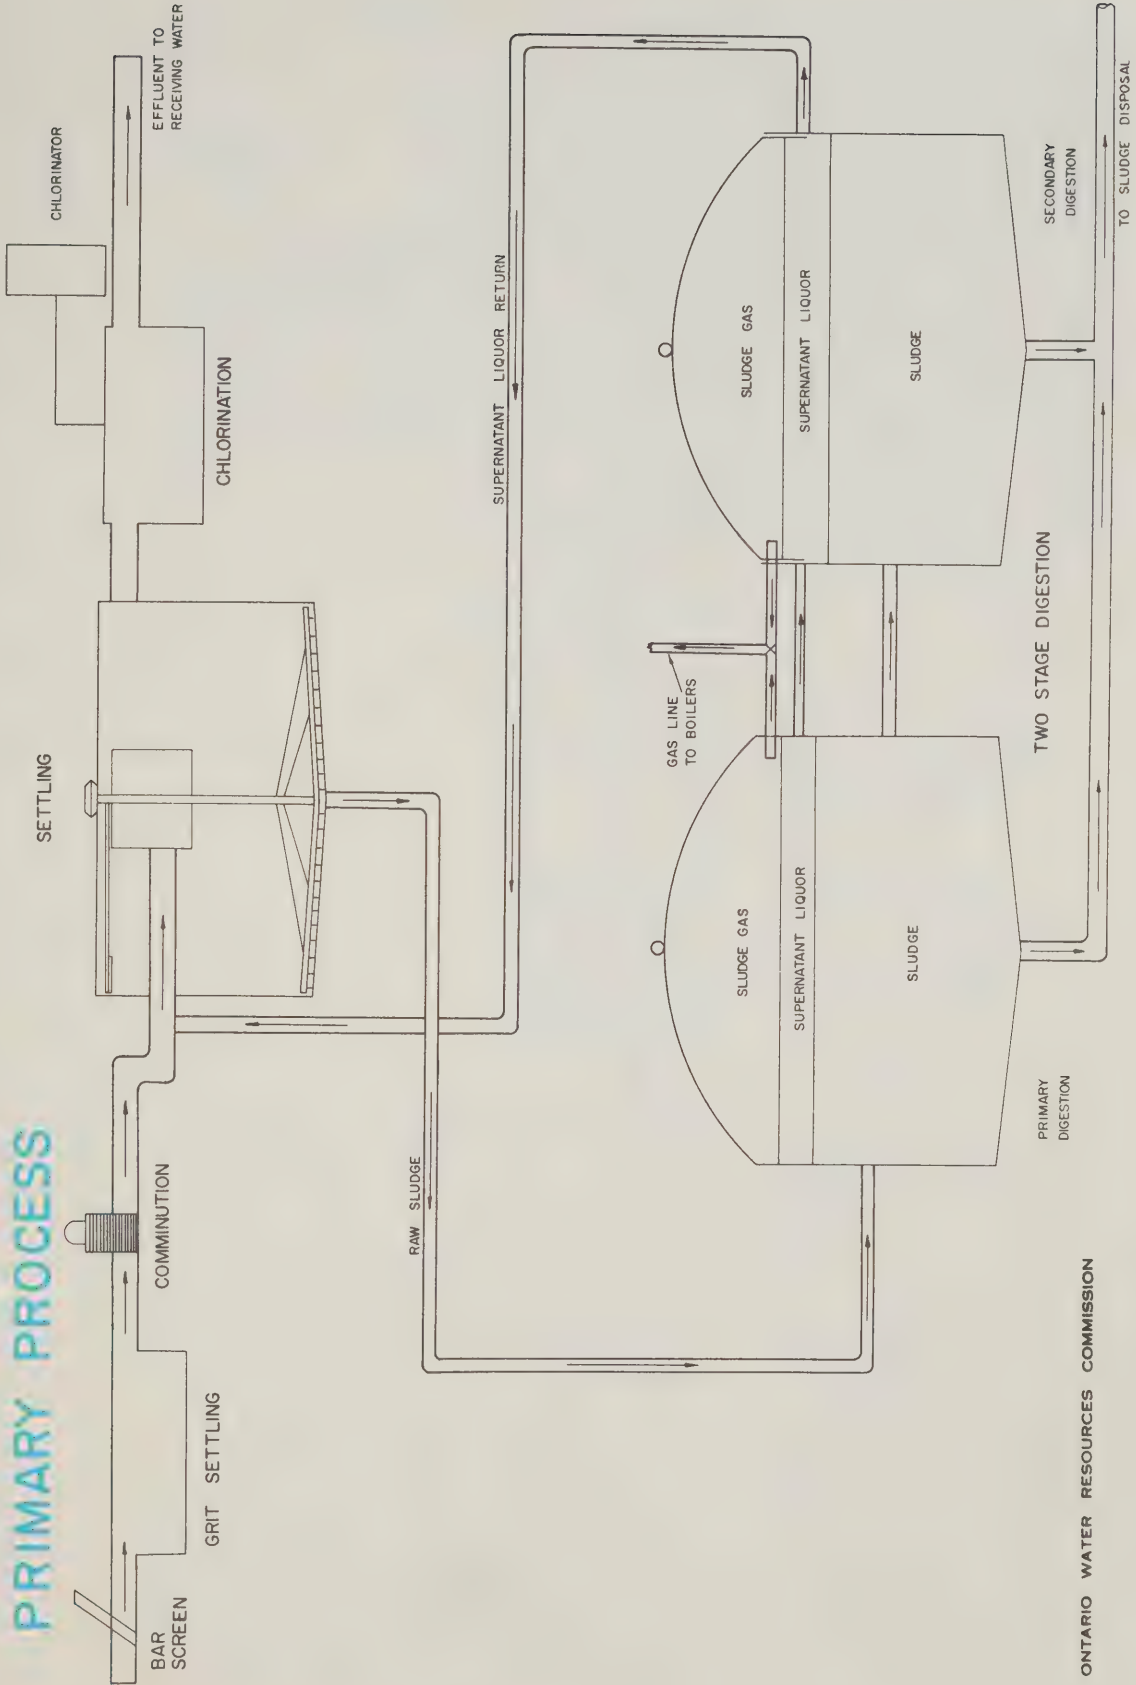 PRIMARY PROCESS
BAR
SCREEN
GRIT SETTLING
COMMINUTION
SETTLING
CHLORINATION
CHLORINATOR
EFFLUENT TO
RECEIVING WATER
RAW SLUDGE
SUPERNATANT LIQUOR RETURN
GAS LINE
TO BOILERS
SLUDGE GAS
SUPERNATANT LIQUOR
SLUDGE
SLUDGE GAS
SUPERNATANT LIQUOR
SLUDGE
PRIMARY
DIGESTION
TWO STAGE DIGESTION
SECONDARY
DIGESTION
TO SLUDGE DISPOSAL
ONTARIO WATER RESOURCES COMMISSION